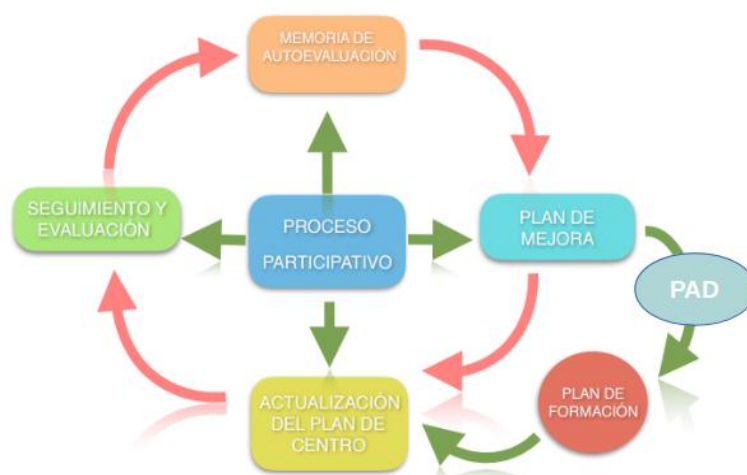 MEMORIA DE
AUTOEVALUACIÓN
SEGUIMIENTO Y
EVALUACIÓN
PROCESO
PARTICIPATIVO
PLAN DE
MEJORA
PAD
PLAN DE
FORMACIÓN
ACTUALIZACIÓN
DEL PLAN DE
CENTRO